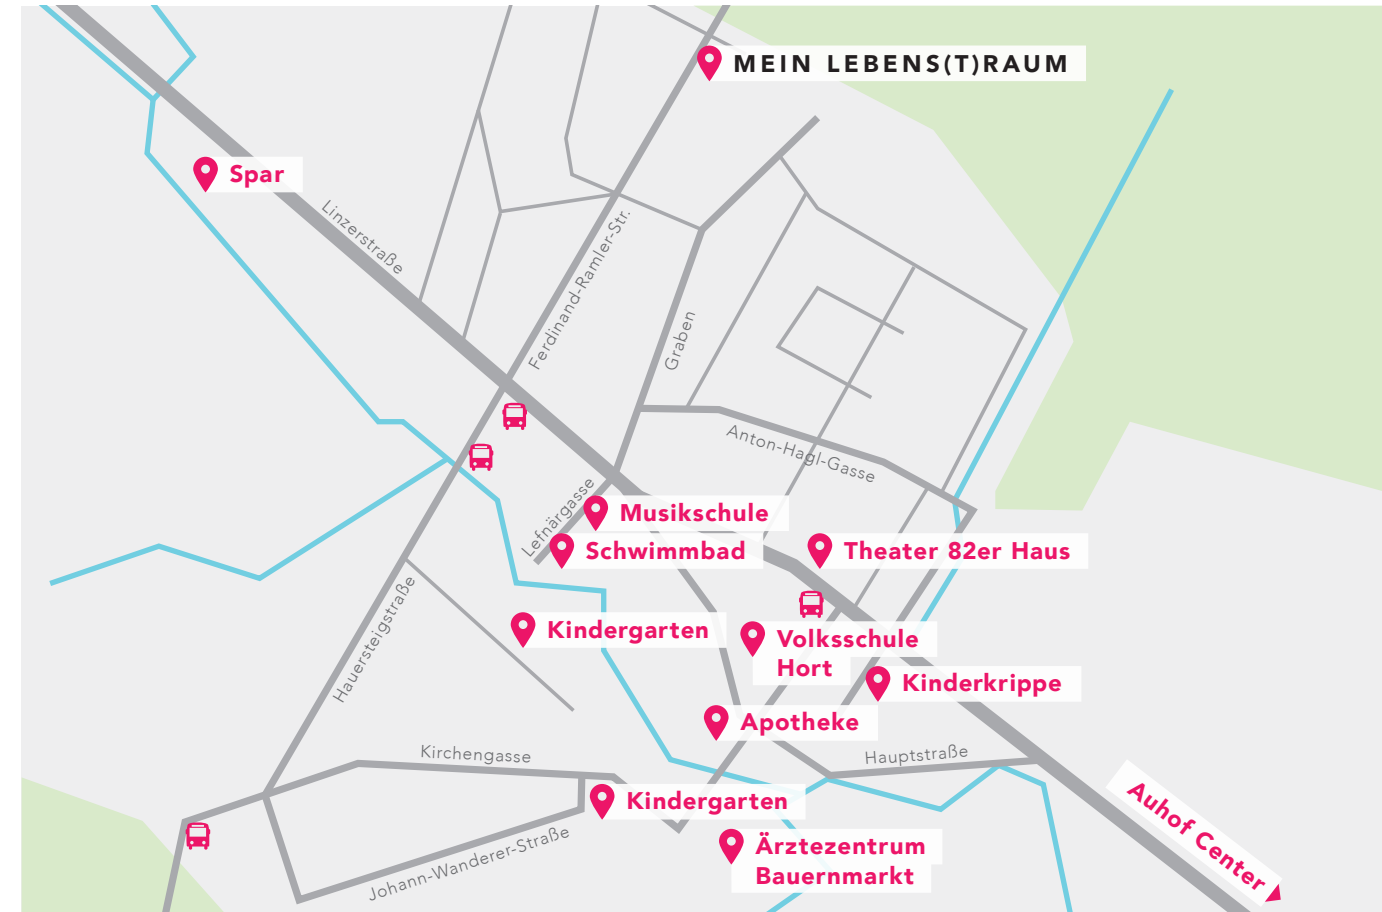 MEIN LEBENS(T)RAUM
Spar
Linzerstraße
Ferdinand-Ramler-Str.
Graben
Anton-Hagl-Gasse
Lefnärgasse
Musikschule
Schwimmbad
Theater 82er Haus
Hauersteigstraße
Kindergarten
Volksschule
Hort
Kinderkrippe
Apotheke
Kirchengasse
Hauptstraße
Kindergarten
Auhof Center
Johann-Wanderer-Straße
Ärztezentrum
Bauernmarkt